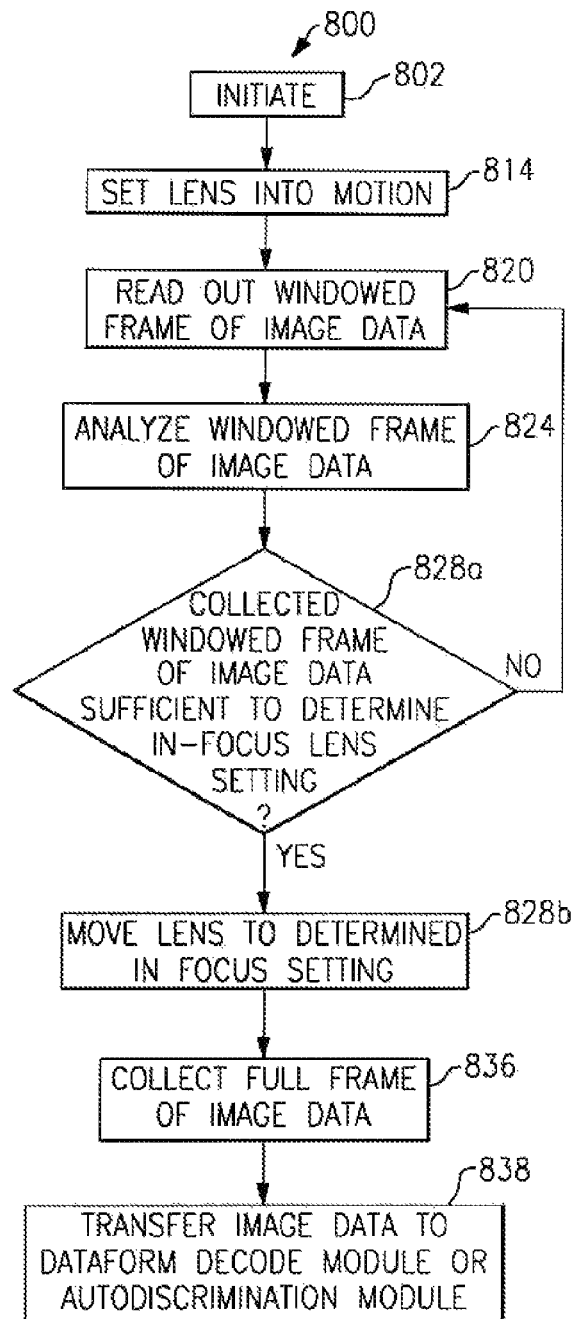 800
INITIATE
802
SET LENS INTO MOTION
814
READ OUT WINDOWED
FRAME OF IMAGE DATA
820
ANALYZE WINDOWED FRAME
OF IMAGE DATA
824
COLLECTED
WINDOWED FRAME
OF IMAGE DATA
SUFFICIENT TO DETERMINE
IN-FOCUS LENS
SETTING
?
828a
NO
YES
MOVE LENS TO DETERMINED
IN FOCUS SETTING
828b
COLLECT FULL FRAME
OF IMAGE DATA
836
TRANSFER IMAGE DATA TO
DATAFORM DECODE MODULE OR
AUTODISCRIMINATION MODULE
838